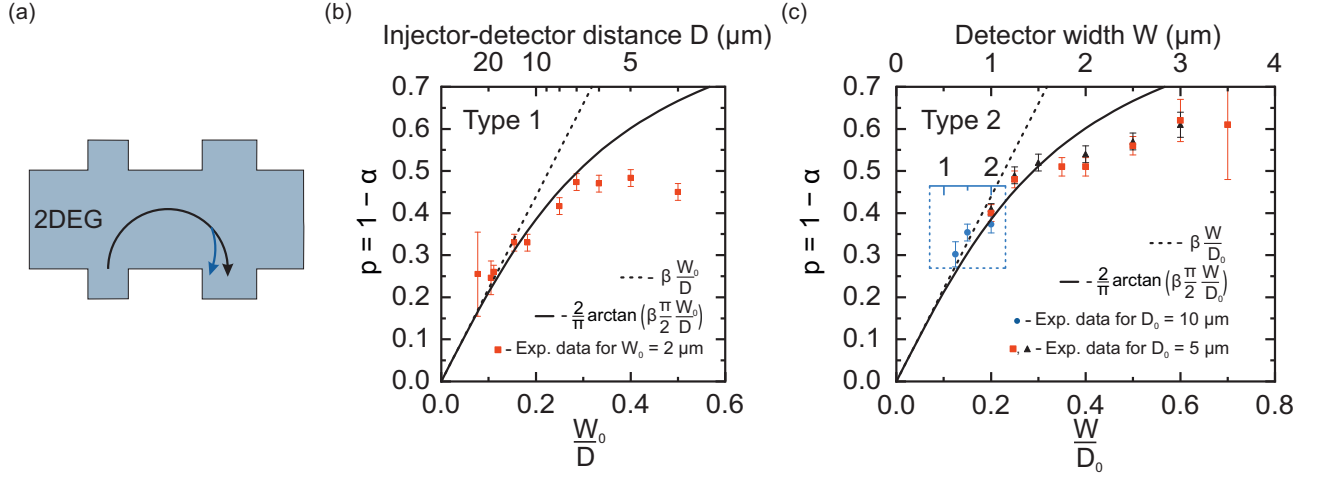 (a)
2DEG
(b)
Injector-detector distance D (μm)
20 10 5
Type 1
p = 1 - α
0.7
0.6
0.5
0.4
0.3
0.2
0.1
0.0
0.0 0.2 0.4 0.6
W₀/D
- β W₀/D
- 2/π arctan(β π/2 W₀/D)
- Exp. data for W₀ = 2 μm
(c)
Detector width W (μm)
0 1 2 3 4
Type 2
1 2
p = 1 - α
0.7
0.6
0.5
0.4
0.3
0.2
0.1
0.0
0.0 0.2 0.4 0.6 0.8
W/D₀
β W/D₀
- 2/π arctan(β π/2 W/D₀)
- Exp. data for D₀ = 10 μm
, - Exp. data for D₀ = 5 μm